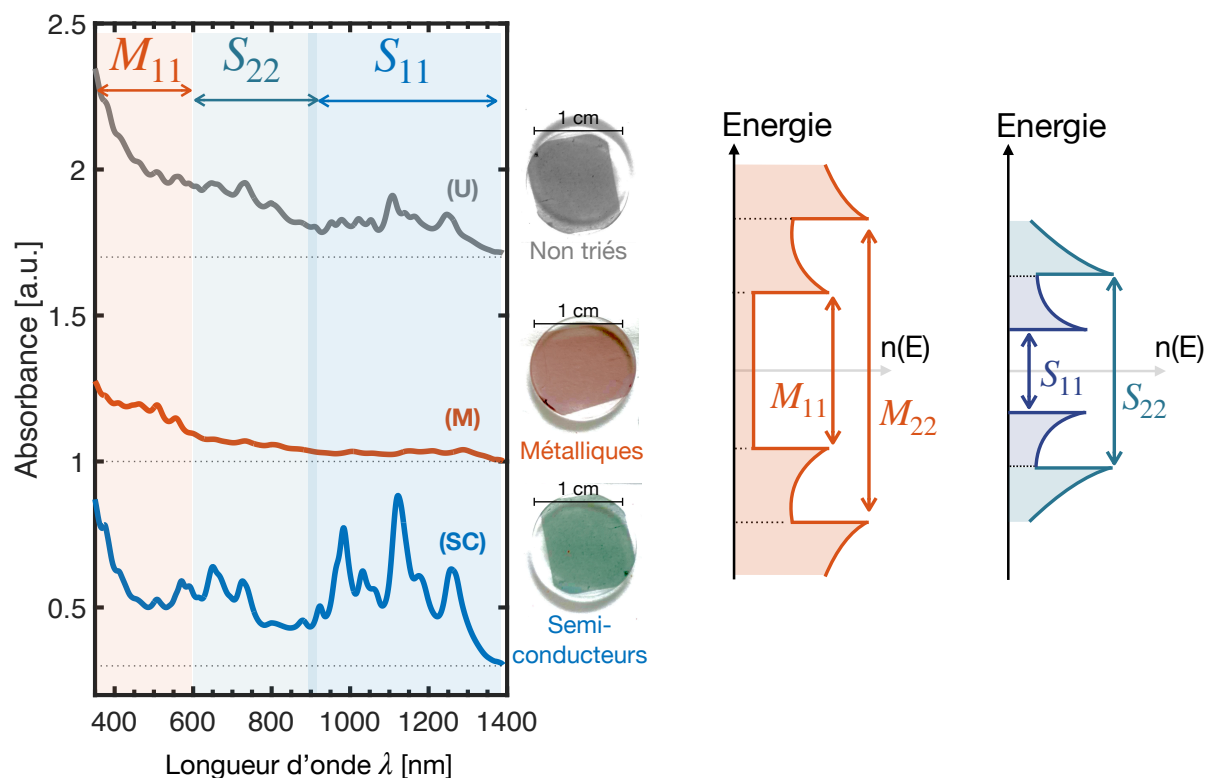 2.5
2
1.5
1
0.5
Absorbance [a.u.]
M11
S22
S11
(U)
(M)
(SC)
400
600
800
1000
1200
1400
Longueur d'onde λ [nm]
1 cm
Non triés
1 cm
Métalliques
1 cm
Semi-
conducteurs
Energie
n(E)
M11
M22
Energie
n(E)
S11
S22